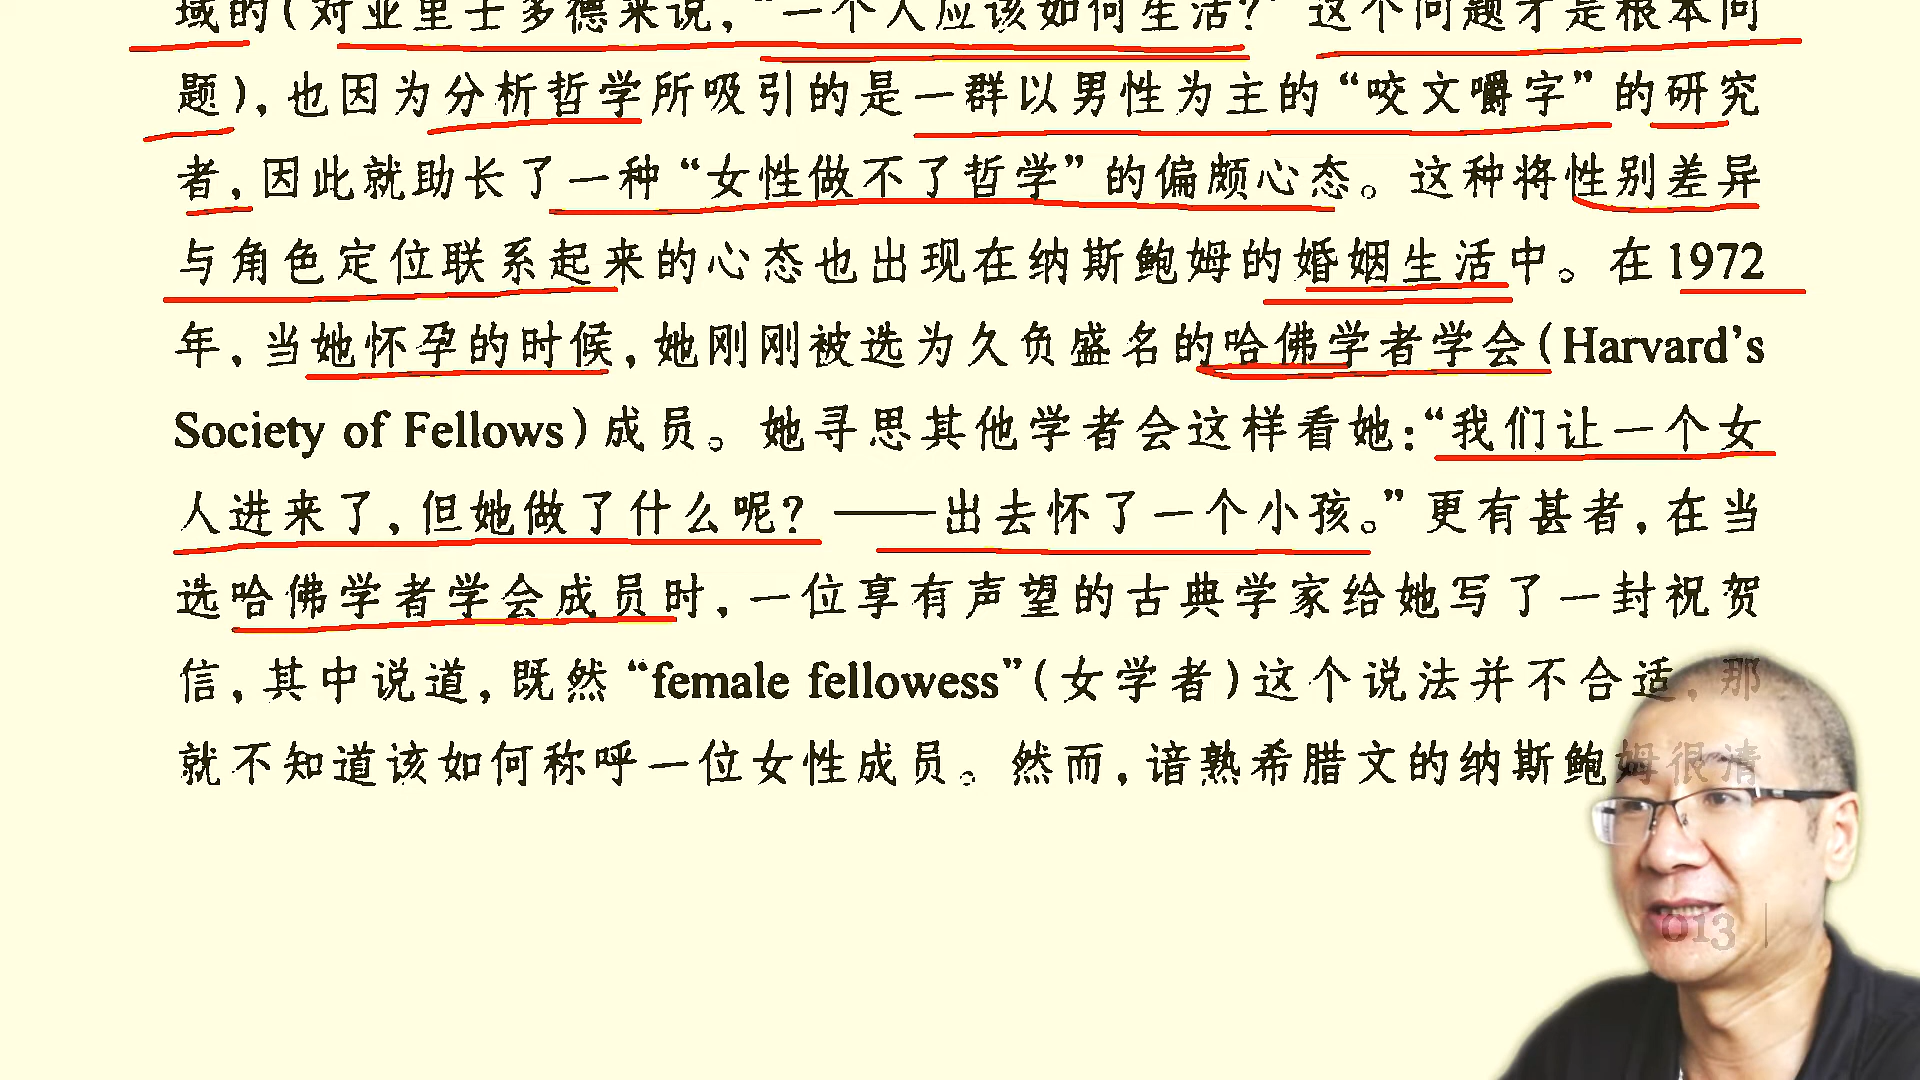 域的(对亚里士多德来说,“一个人应该如何生活?”这个问题才是根本问
题),也因为分析哲学所吸引的是一群以男性为主的“咬文嚼字”的研究
者,因此就助长了一种“女性做不了哲学”的偏颇心态。这种将性别差异
与角色定位联系起来的心态也出现在纳斯鲍姆的婚姻生活中。在1972
年,当她怀孕的时候,她刚刚被选为久负盛名的哈佛学者学会(Harvard’s
Society of Fellows)成员。她寻思其他学者会这样看她:“我们让一个女
人进来了,但她做了什么呢?——出去怀了一个小孩。”更有甚者,在当
选哈佛学者学会成员时,一位享有声望的古典学家给她写了一封祝贺
信,其中说道,既然“female fellowess”(女学者)这个说法并不合适,那
就不知道该如何称呼一位女性成员。然而,谙熟希腊文的纳斯鲍姆很清
013